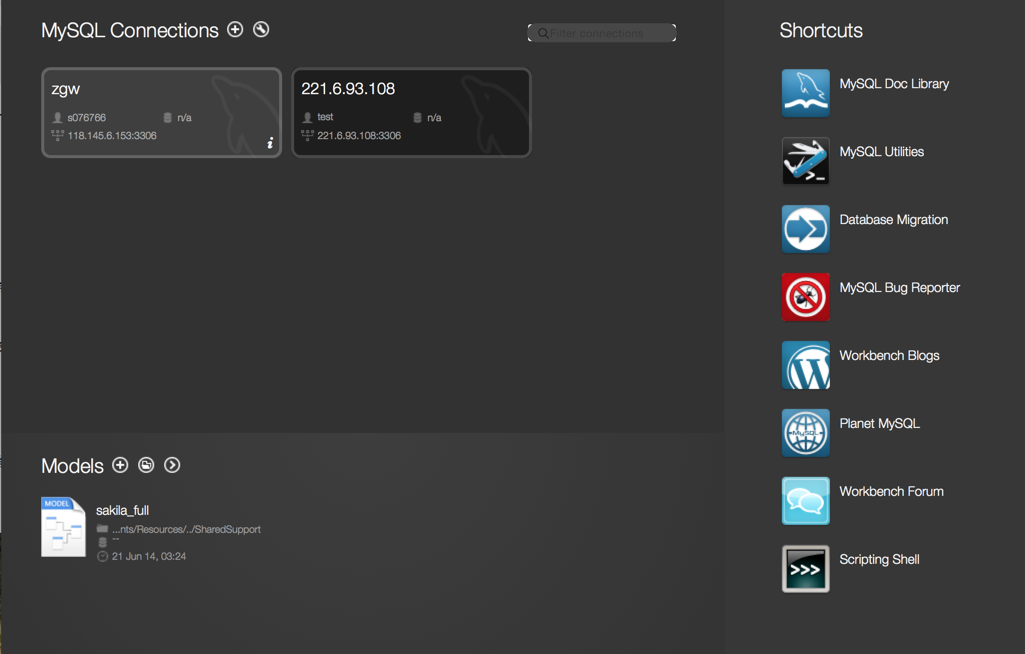 MySQL Connections
Filter connections
zgw
s076766
n/a
118.145.6.153:3306
221.6.93.108
test
n/a
221.6.93.108:3306
Models
MODEL
sakila_full
...nts/Resources/../SharedSupport
--
21 Jun 14, 03:24
Shortcuts
MySQL Doc Library
MySQL Utilities
Database Migration
MySQL Bug Reporter
Workbench Blogs
MySQL
Planet MySQL
Workbench Forum
>>>
Scripting Shell